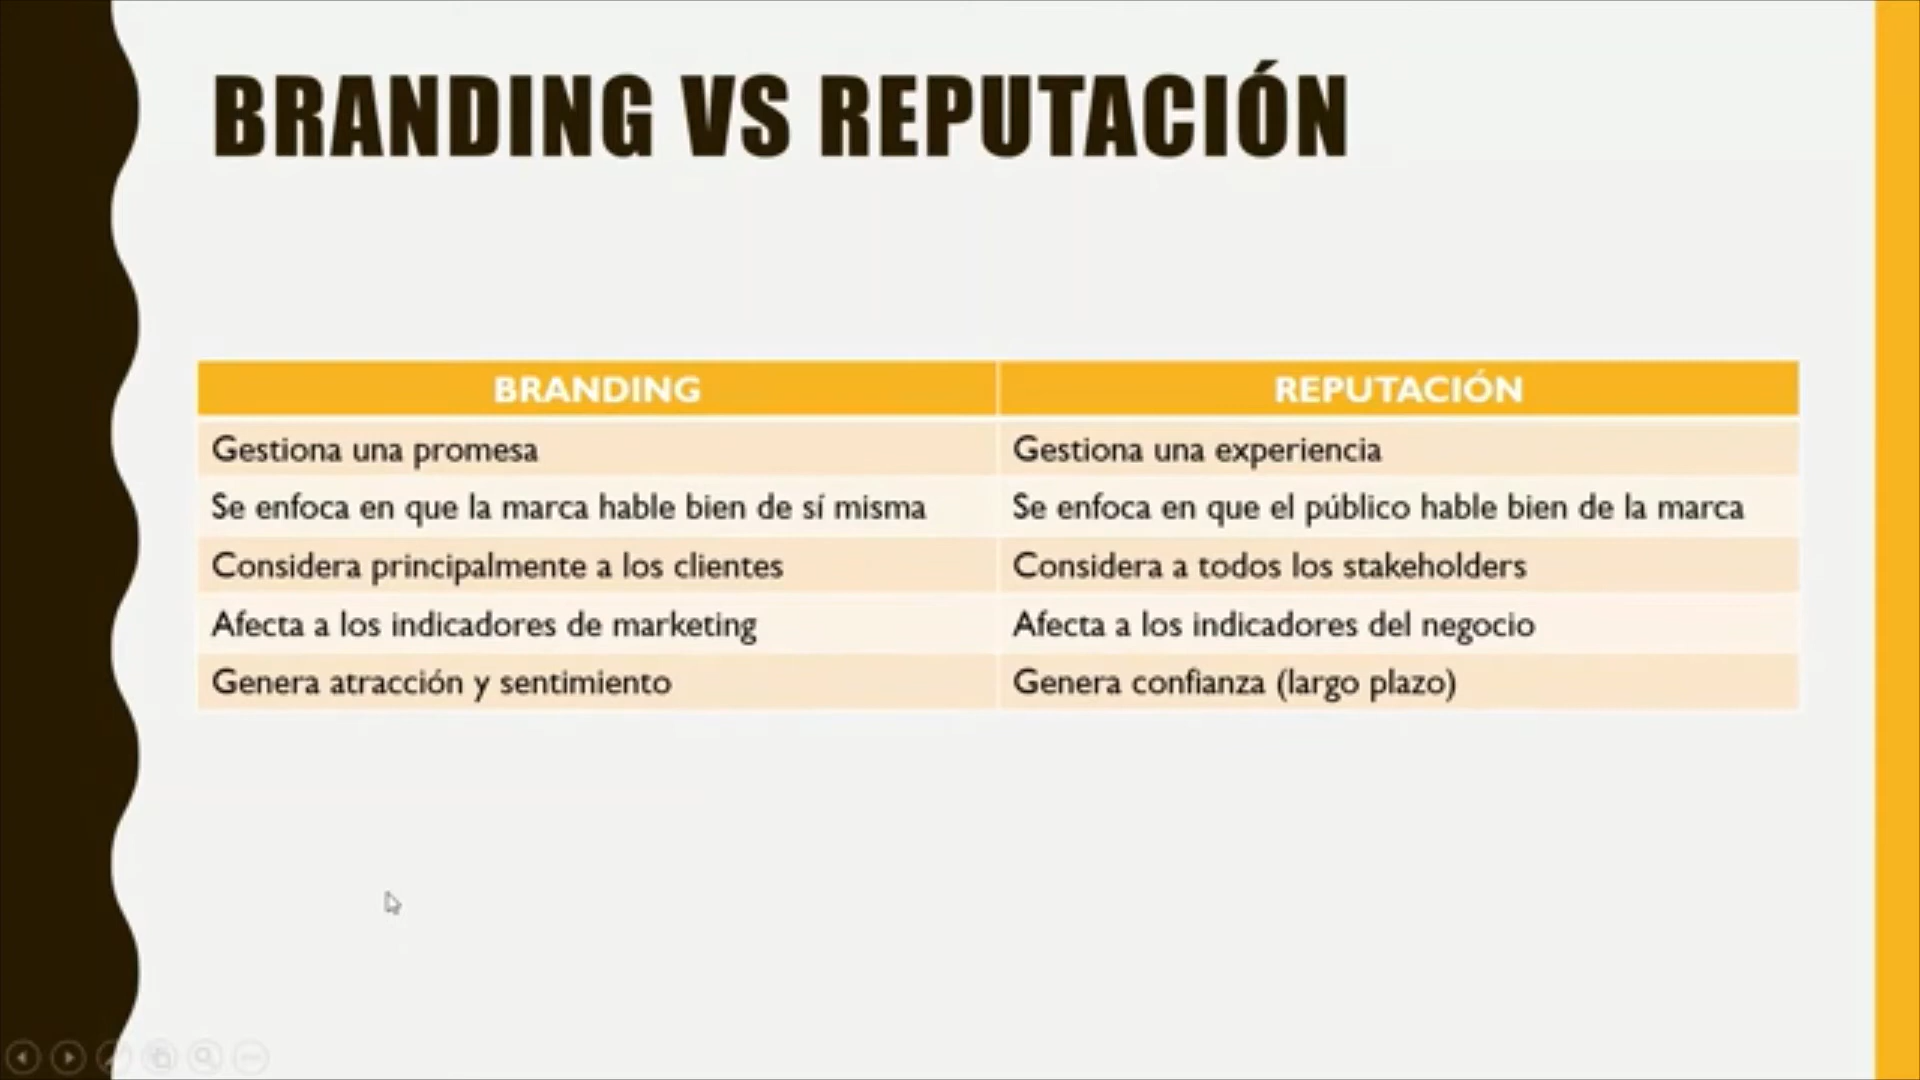 BRANDING VS REPUTACIÓN
BRANDING
REPUTACIÓN
Gestiona una promesa
Gestiona una experiencia
Se enfoca en que la marca hable bien de sí misma
Se enfoca en que el público hable bien de la marca
Considera principalmente a los clientes
Considera a todos los stakeholders
Afecta a los indicadores de marketing
Afecta a los indicadores del negocio
Genera atracción y sentimiento
Genera confianza (largo plazo)